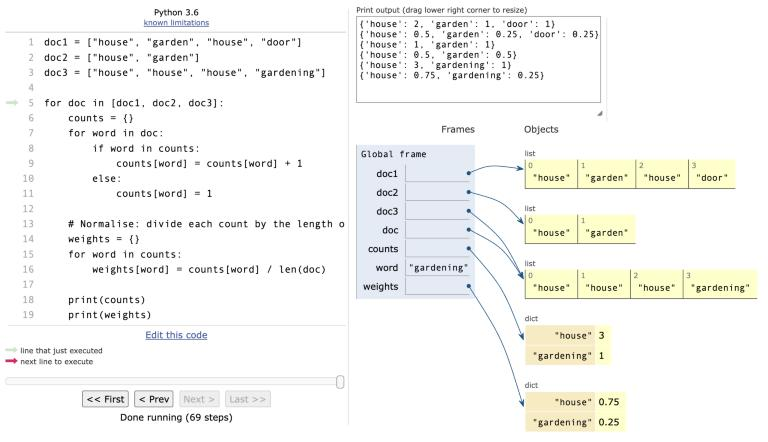 Python 3.6
known limitations
1 doc1 = ["house", "garden", "house", "door"]
2 doc2 = ["house", "garden"]
3 doc3 = ["house", "house", "house", "gardening"]
4
5 for doc in [doc1, doc2, doc3]:
6     counts = {}
7     for word in doc:
8         if word in counts:
9             counts[word] = counts[word] + 1
10         else:
11             counts[word] = 1
12
13     # Normalise: divide each count by the length o
14     weights = {}
15     for word in counts:
16         weights[word] = counts[word] / len(doc)
17
18     print(counts)
19     print(weights)
Edit this code
line that just executed
next line to execute
<< First < Prev Next > Last >>
Done running (69 steps)
Print output (drag lower right corner to resize)
{'house': 2, 'garden': 1, 'door': 1}
{'house': 0.5, 'garden': 0.25, 'door': 0.25}
{'house': 1, 'garden': 1}
{'house': 0.5, 'garden': 0.5}
{'house': 3, 'gardening': 1}
{'house': 0.75, 'gardening': 0.25}
Frames Objects
Global frame
doc1
doc2
doc3
doc
counts
word "gardening"
weights
list
0 1 2 3
"house" "garden" "house" "door"
list
0 1
"house" "garden"
list
0 1 2 3
"house" "house" "house" "gardening"
dict
"house" 3
"gardening" 1
dict
"house" 0.75
"gardening" 0.25